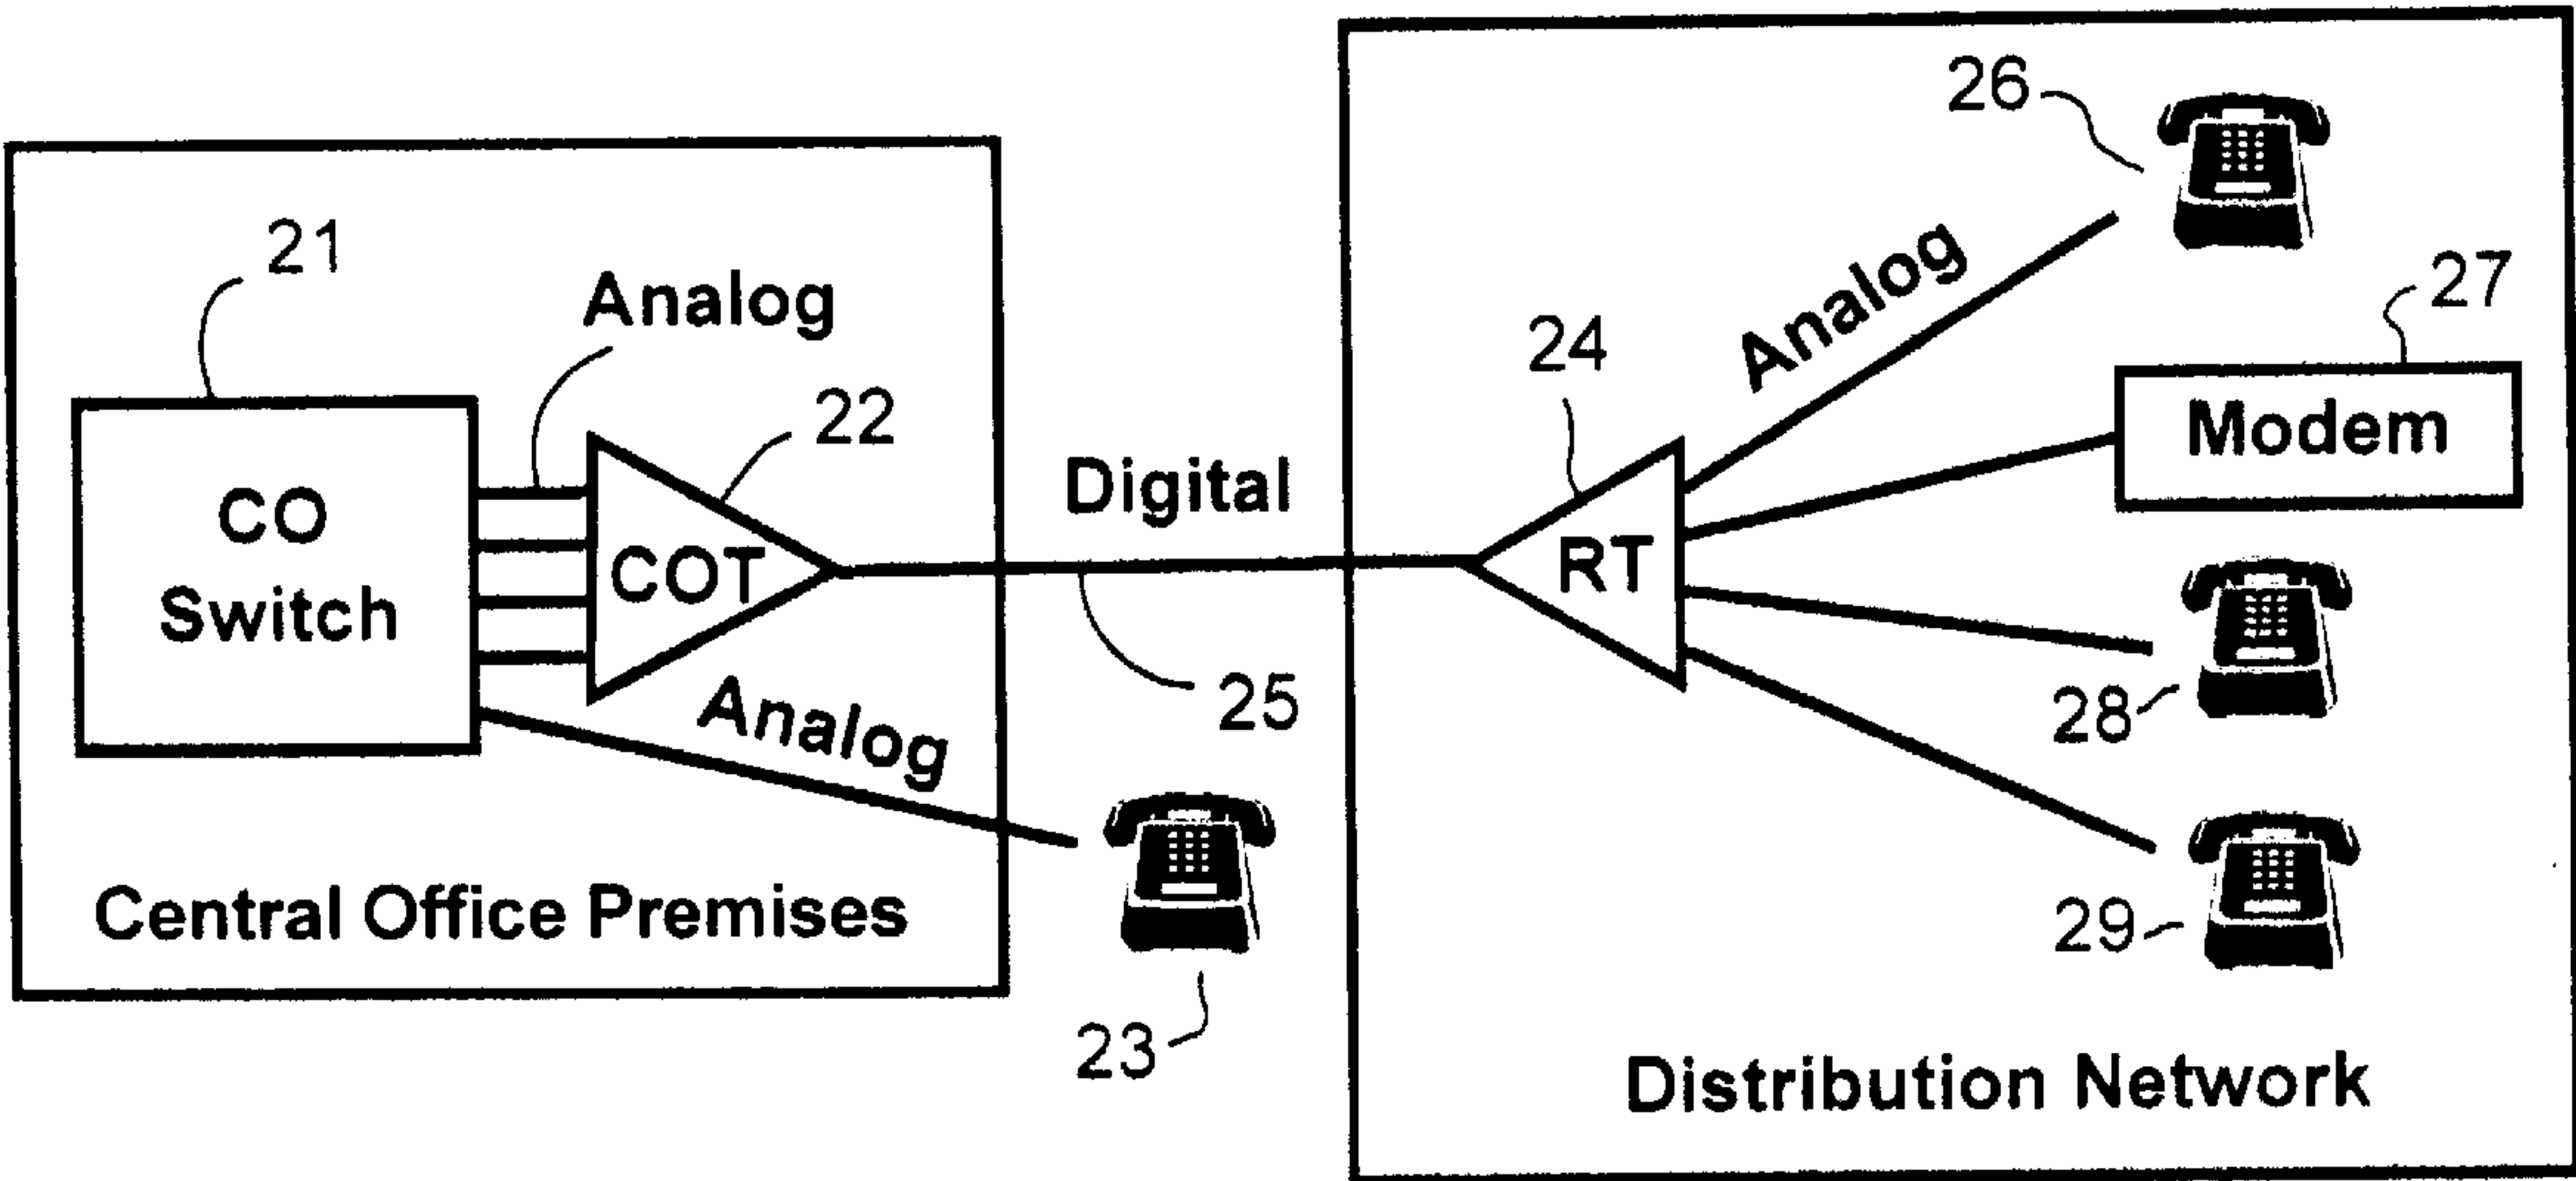 26
21
Analog
27
Analog
24
22
Modem
Digital
CO
Switch
COT
RT
25
28
Analog
Central Office Premises
29
23
Distribution Network